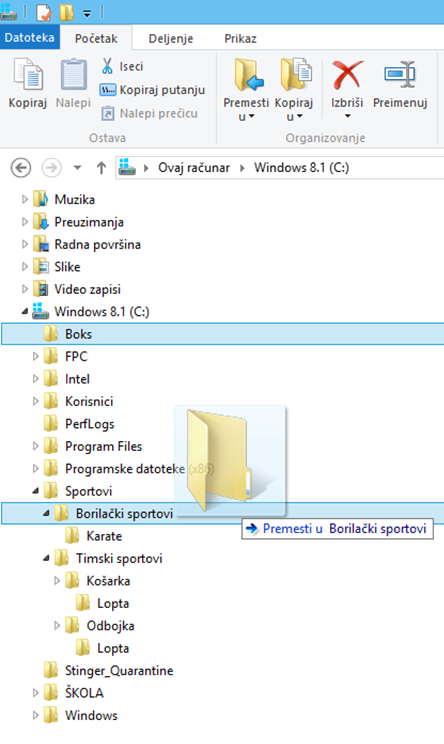 Datoteka Početak Deljenje Prikaz
Kopiraj Nalepi Iseci
Kopiraj putanju
Nalepi prečicu
Premesti u Kopiraj u Izbriši Preimenuj
Ostava Organizovanje
Ovaj računar Windows 8.1 (C:)
Muzika
Preuzimanja
Radna površina
Slike
Video zapisi
Windows 8.1 (C:)
Boks
FPC
Intel
Korisnici
PerfLogs
Program Files
Programske datoteke (x86)
Sportovi
Borilački sportovi
Premesti u Borilački sportovi
Karate
Timski sportovi
Košarka
Lopta
Odbojka
Lopta
Stinger_Quarantine
ŠKOLA
Windows